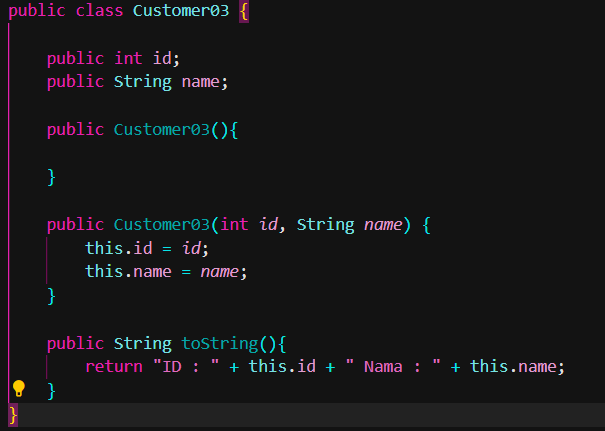 public class Customer03 {
public int id;
public String name;
public Customer03(){
}
public Customer03(int id, String name) {
this.id = id;
this.name = name;
}
public String toString(){
return "ID : " + this.id + " Nama : " + this.name;
}
}